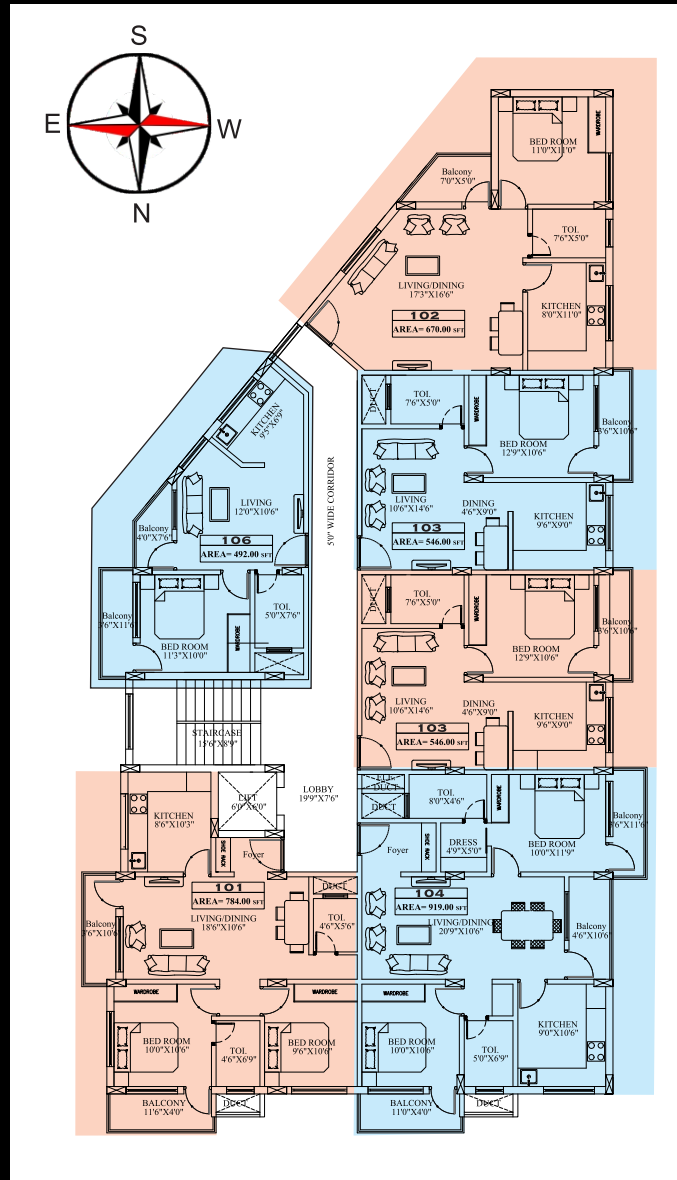 S
E
W
N
BED ROOM
11'0"X11'0"
WARDROBE
Balcony
7'0"X5'0"
TOI.
7'6"X5'0"
LIVING/DINING
17'3"X16'6"
KITCHEN
8'0"X11'0"
102
AREA= 670.00 SFT
KITCHEN
9'5"X6'9"
LIVING
12'0"X10'6"
Balcony
4'0"X7'6"
106
AREA= 492.00 SFT
Balcony
BED ROOM
11'3"X10'0"
WARDROBE
TOI.
5'0"X7'6"
5'0" WIDE CORRIDOR
DUCT
TOI.
7'6"X5'0"
WARDROBE
BED ROOM
12'9"X10'6"
Balcony
3'6"X10'6"
LIVING
10'6"X14'6"
DINING
4'6"X9'0"
KITCHEN
9'6"X9'0"
103
AREA= 546.00 SFT
DUCT
TOI.
7'6"X5'0"
WARDROBE
BED ROOM
12'9"X10'6"
Balcony
3'6"X10'6"
LIVING
10'6"X14'6"
DINING
4'6"X9'0"
KITCHEN
9'6"X9'0"
103
AREA= 546.00 SFT
STAIRCASE
15'6"X8'9"
LIFT
6'0"X6'0"
LOBBY
19'9"X7'6"
ELE.
DUCT
DUCT
KITCHEN
8'6"X10'3"
SHOE RACK
Foyer
101
AREA= 784.00 SFT
LIVING/DINING
18'6"X10'6"
Balcony
DUCT
TOI.
4'6"X5'6"
WARDROBE
WARDROBE
BED ROOM
10'0"X10'6"
TOI.
4'6"X6'9"
BED ROOM
9'6"X10'6"
BALCONY
11'6"X4'0"
DUCT
TOI.
8'0"X4'6"
WARDROBE
BED ROOM
10'0"X11'9"
Balcony
Foyer
SHOE RACK
DRESS
4'9"X5'0"
104
AREA= 919.00 SFT
LIVING/DINING
20'9"X10'6"
Balcony
4'6"X10'6"
WARDROBE
BED ROOM
10'0"X10'6"
TOI.
5'0"X6'9"
KITCHEN
9'0"X10'6"
BALCONY
11'0"X4'0"
DUCT